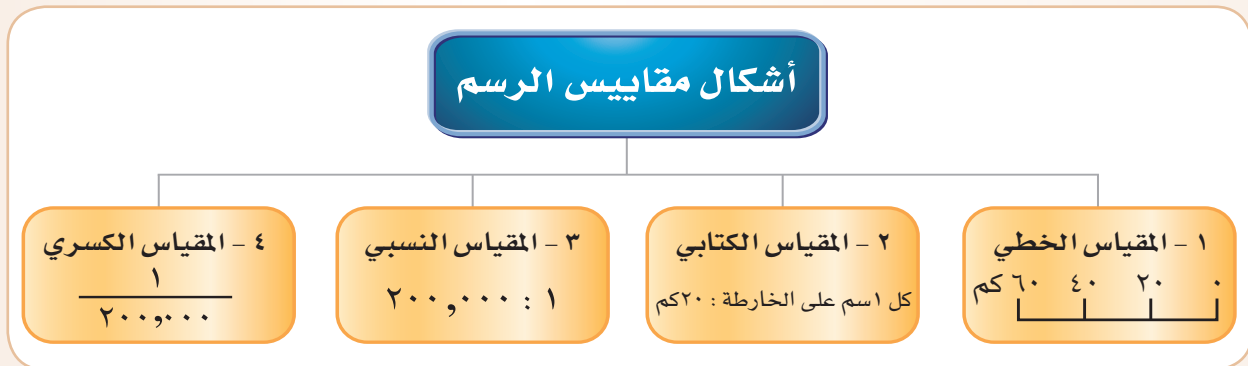 أشكال مقاييس الرسم
١ - المقياس الخطي
٠ ٢٠ ٤٠ ٦٠ كم
٢ - المقياس الكتابي
كل ١سم على الخارطة : ٢٠كم
٣ - المقياس النسبي
١ : ٢٠٠,٠٠٠
٤ - المقياس الكسري
١
٢٠٠,٠٠٠